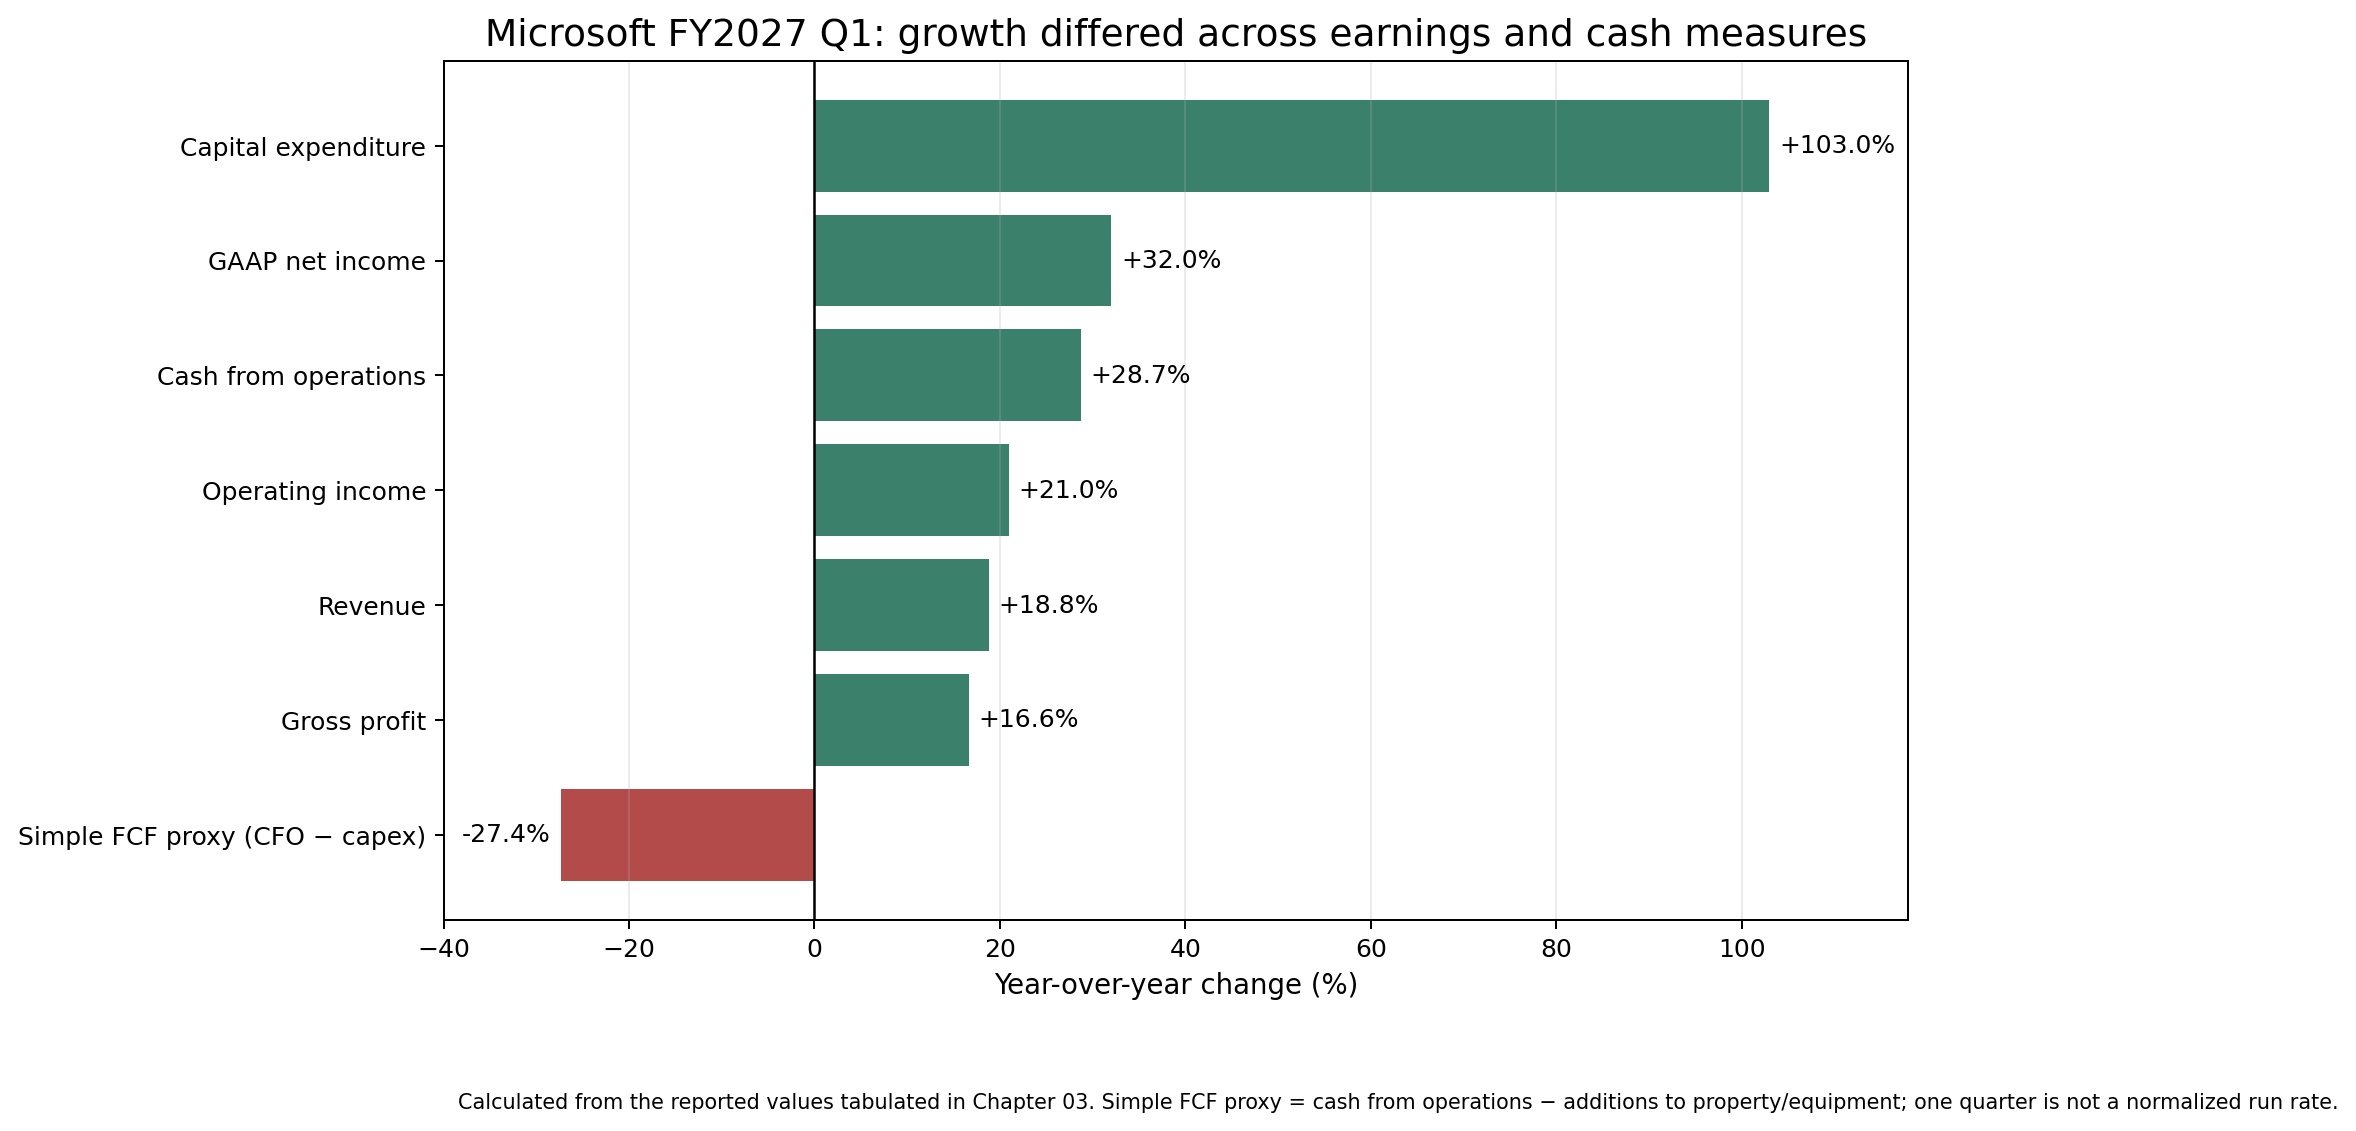 Microsoft FY2027 Q1: growth differed across earnings and cash measures
Capital expenditure
+103.0%
GAAP net income
+32.0%
Cash from operations
+28.7%
Operating income
+21.0%
Revenue
+18.8%
Gross profit
+16.6%
Simple FCF proxy (CFO − capex)
-27.4%
−40 −20 0 20 40 60 80 100
Year-over-year change (%)
Calculated from the reported values tabulated in Chapter 03. Simple FCF proxy = cash from operations − additions to property/equipment; one quarter is not a normalized run rate.